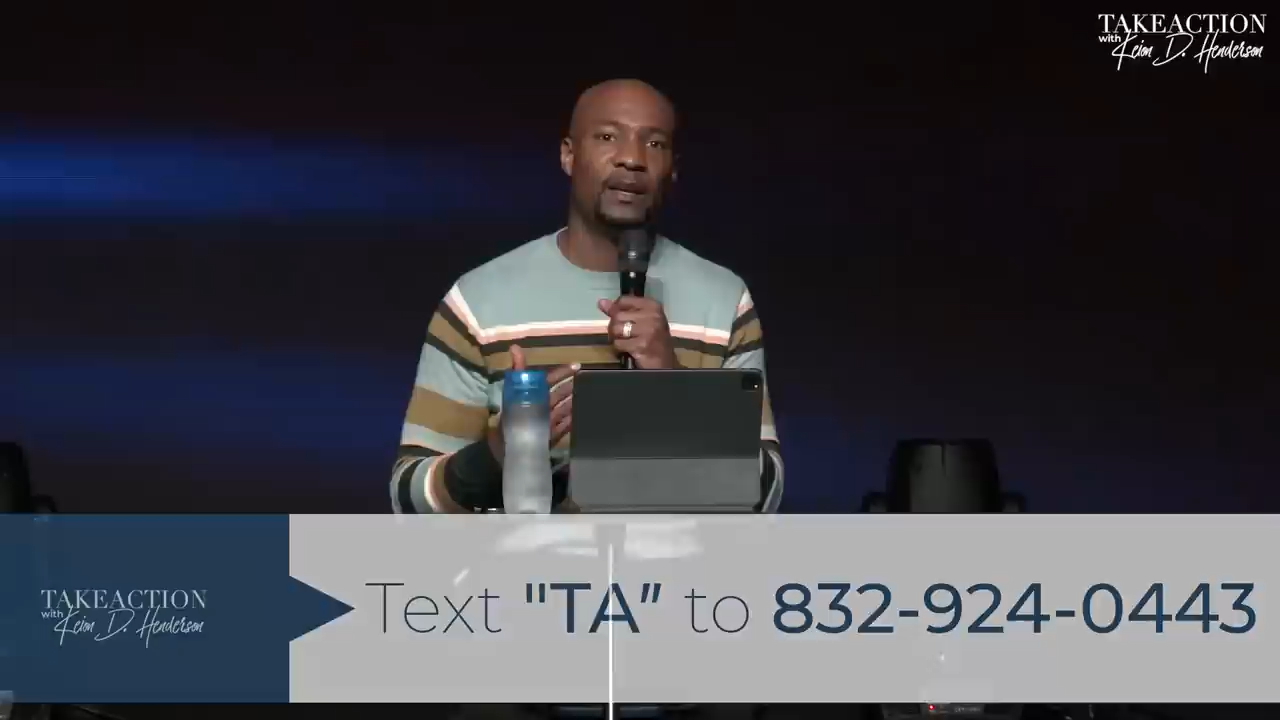 TAKEACTION
with Keion D. Henderson
TAKEACTION
with Keion D. Henderson
Text "TA" to 832-924-0443